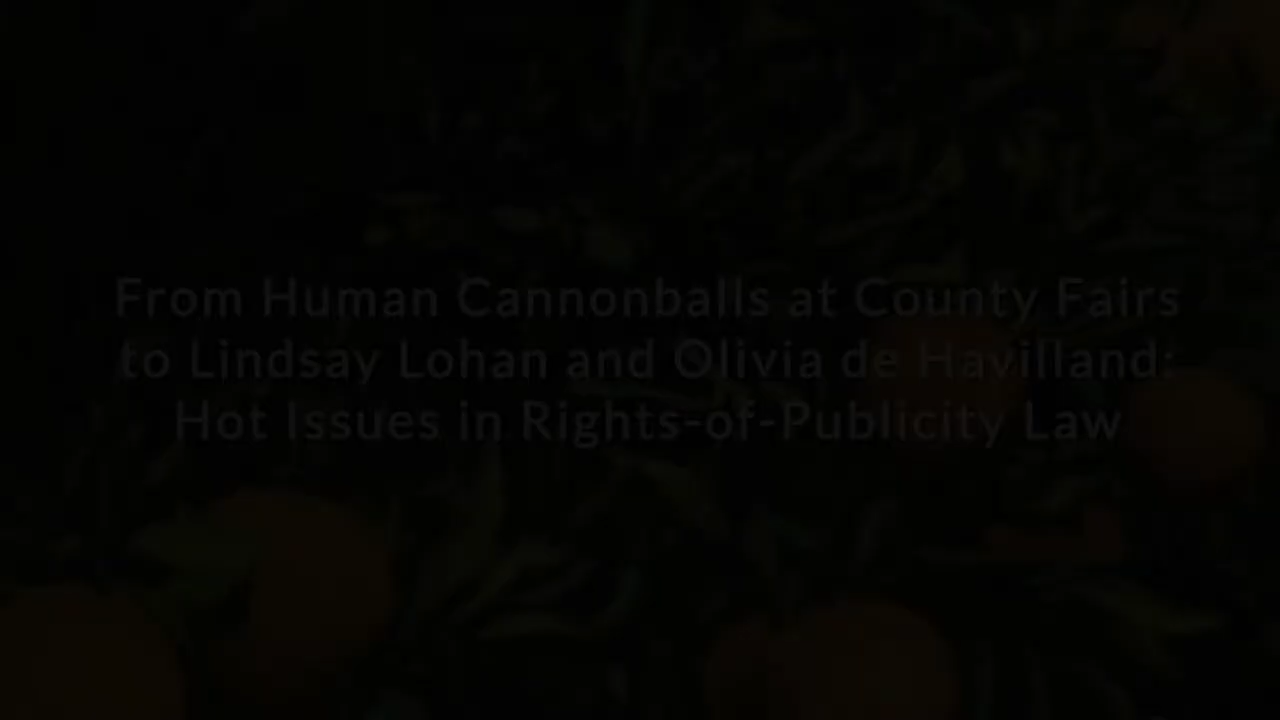 From Human Cannonballs at County Fairs
to Lindsay Lohan and Olivia de Havilland:
Hot Issues in Rights-of-Publicity Law